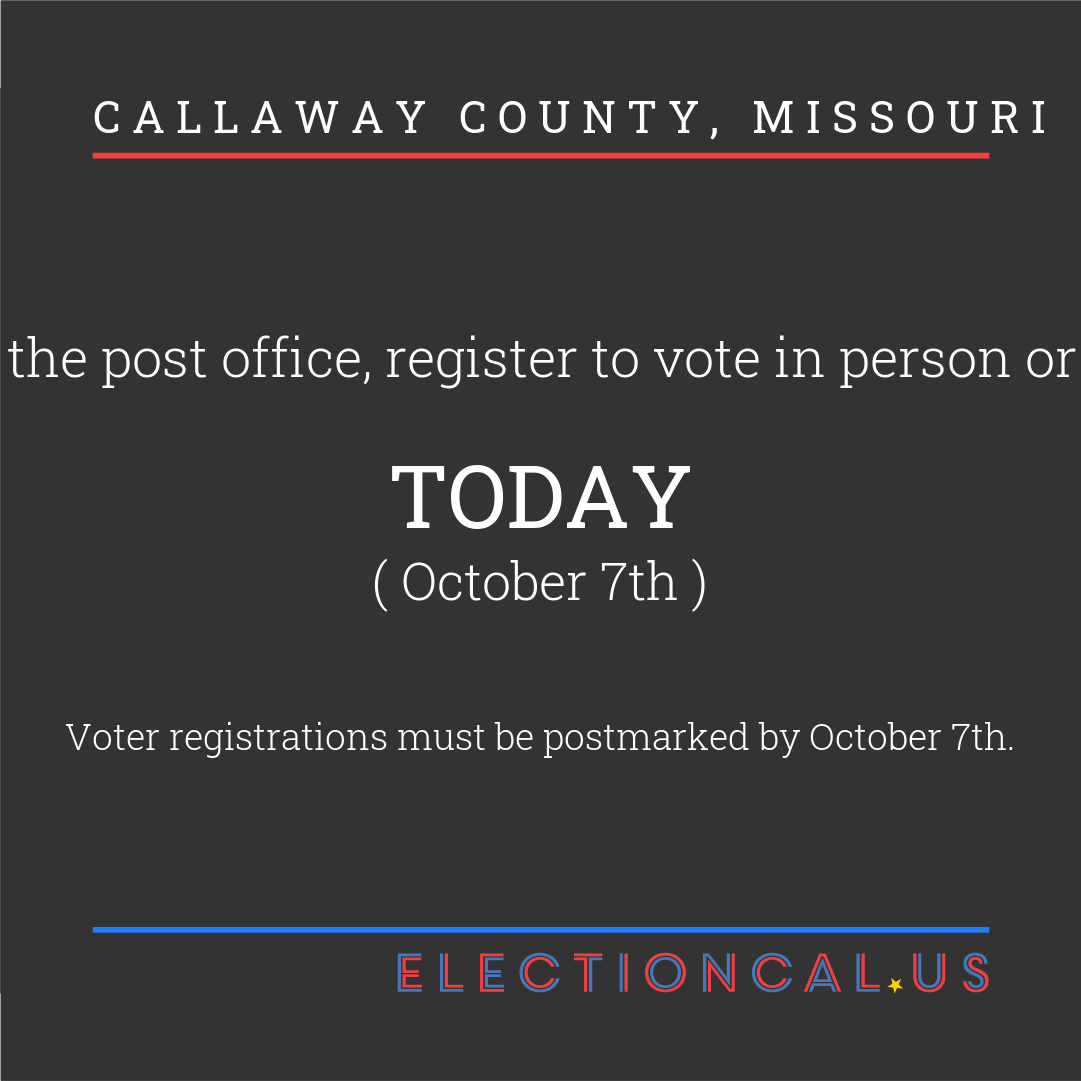 CALLAWAY COUNTY, MISSOURI
the post office, register to vote in person or
TODAY
( October 7th )
Voter registrations must be postmarked by October 7th.
ELECTIONCAL.US